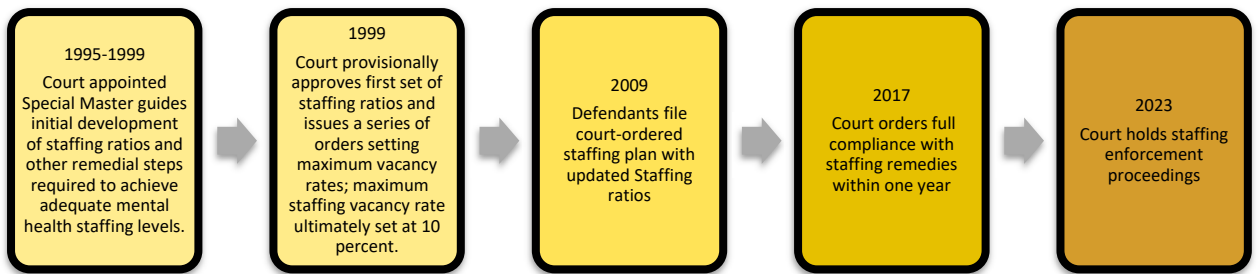 1995-1999
Court appointed
Special Master guides
initial development
of staffing ratios and
other remedial steps
required to achieve
adequate mental
health staffing levels.
1999
Court provisionally
approves first set of
staffing ratios and
issues a series of
orders setting
maximum vacancy
rates; maximum
staffing vacancy rate
ultimately set at 10
percent.
2009
Defendants file
court-ordered
staffing plan with
updated Staffing
ratios
2017
Court orders full
compliance with
staffing remedies
within one year
2023
Court holds staffing
enforcement
proceedings